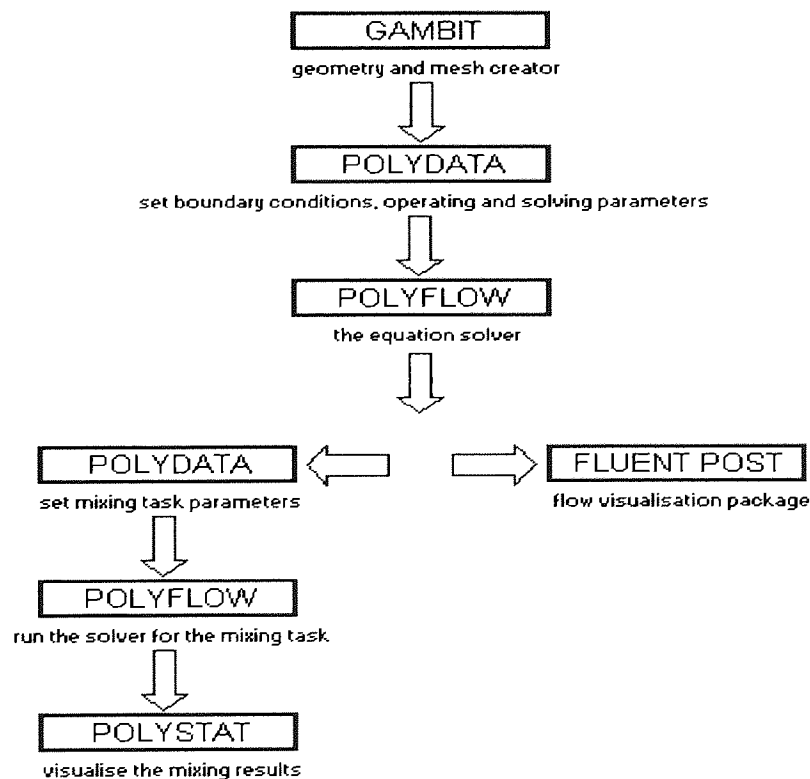 GAMBIT
geometry and mesh creator
POLYDATA
set boundary conditions, operating and solving parameters
POLYFLOW
the equation solver
POLYDATA
set mixing task parameters
FLUENT POST
flow visualisation package
POLYFLOW
run the solver for the mixing task
POLYSTAT
visualise the mixing results